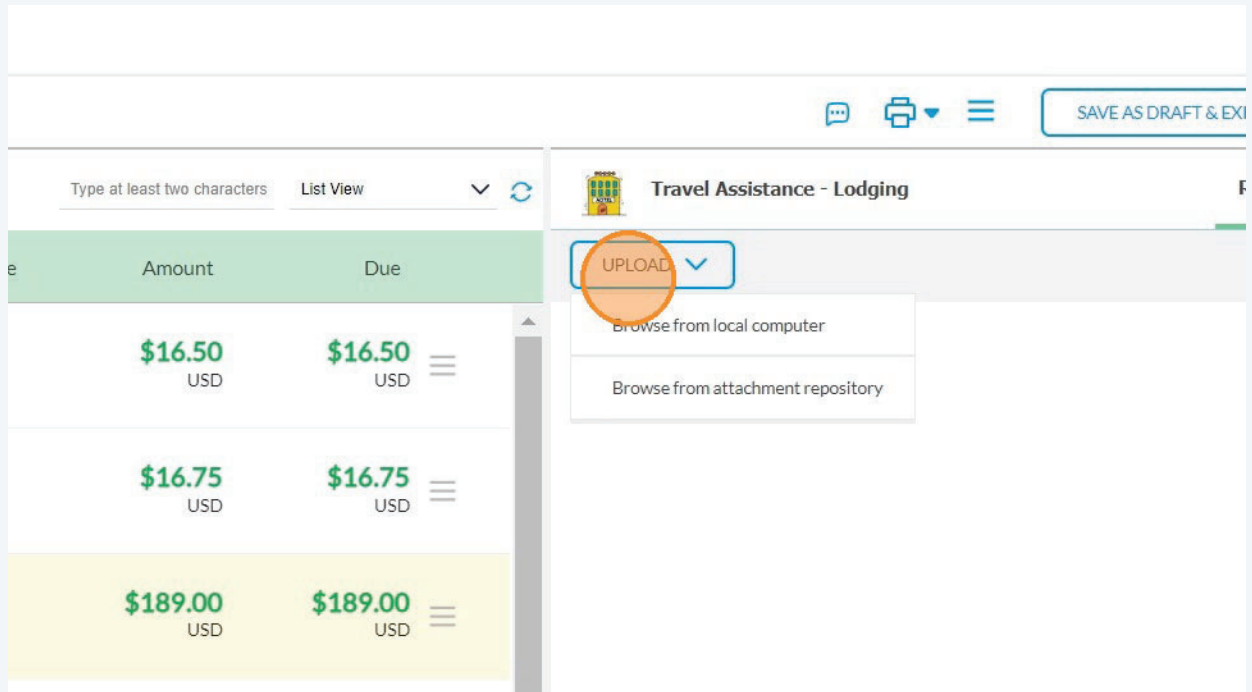 SAVE AS DRAFT & EXI
Type at least two characters List View
Travel Assistance - Lodging
HOTEL
UPLOAD
e Amount Due
Browse from local computer
Browse from attachment repository
$16.50 $16.50
USD USD
$16.75 $16.75
USD USD
$189.00 $189.00
USD USD